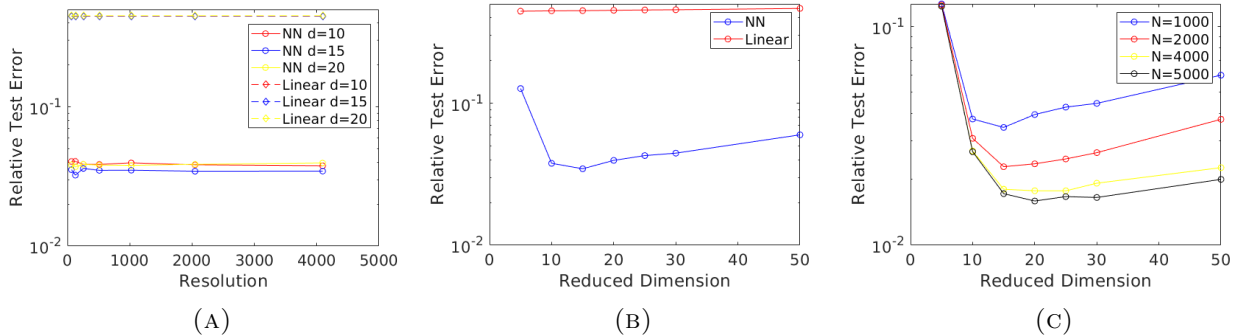 Relative Test Error
10^-1
10^-2
0
1000
2000
3000
4000
5000
Resolution
NN d=10
NN d=15
NN d=20
Linear d=10
Linear d=15
Linear d=20
(A)
Relative Test Error
10^-1
10^-2
0
10
20
30
40
50
Reduced Dimension
NN
Linear
(B)
Relative Test Error
10^-1
10^-2
0
10
20
30
40
50
Reduced Dimension
N=1000
N=2000
N=4000
N=5000
(C)